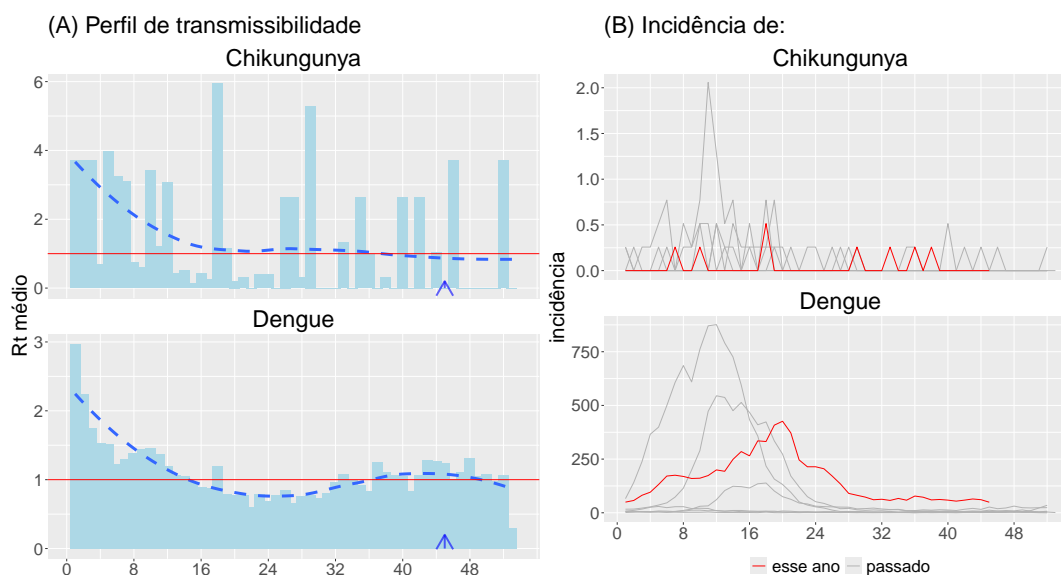 (A) Perfil de transmissibilidade
Chikungunya
6
4
2
0
Dengue
3
2
1
0
0 8 16 24 32 40 48
Rt médio
(B) Incidência de:
Chikungunya
2.0
1.5
1.0
0.5
0.0
Dengue
750
500
250
0
0 8 16 24 32 40 48
incidência
esse ano passado